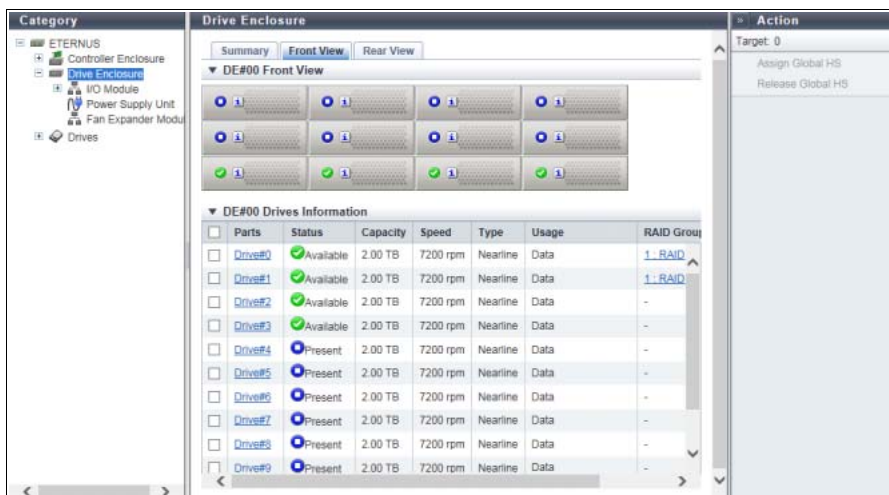 Category
ETERNUS
Controller Enclosure
Drive Enclosure
I/O Module
Power Supply Unit
Fan Expander Modu
Drives
Drive Enclosure
Summary Front View Rear View
DE#00 Front View
DE#00 Drives Information
Parts Status Capacity Speed Type Usage RAID Group
Drive#0 Available 2.00 TB 7200 rpm Nearline Data 1 : RAID
Drive#1 Available 2.00 TB 7200 rpm Nearline Data 1 : RAID
Drive#2 Available 2.00 TB 7200 rpm Nearline Data -
Drive#3 Available 2.00 TB 7200 rpm Nearline Data -
Drive#4 Present 2.00 TB 7200 rpm Nearline Data -
Drive#5 Present 2.00 TB 7200 rpm Nearline Data -
Drive#6 Present 2.00 TB 7200 rpm Nearline Data -
Drive#7 Present 2.00 TB 7200 rpm Nearline Data -
Drive#8 Present 2.00 TB 7200 rpm Nearline Data -
Drive#9 Present 2.00 TB 7200 rpm Nearline Data -
» Action
Target: 0
Assign Global HS
Release Global HS